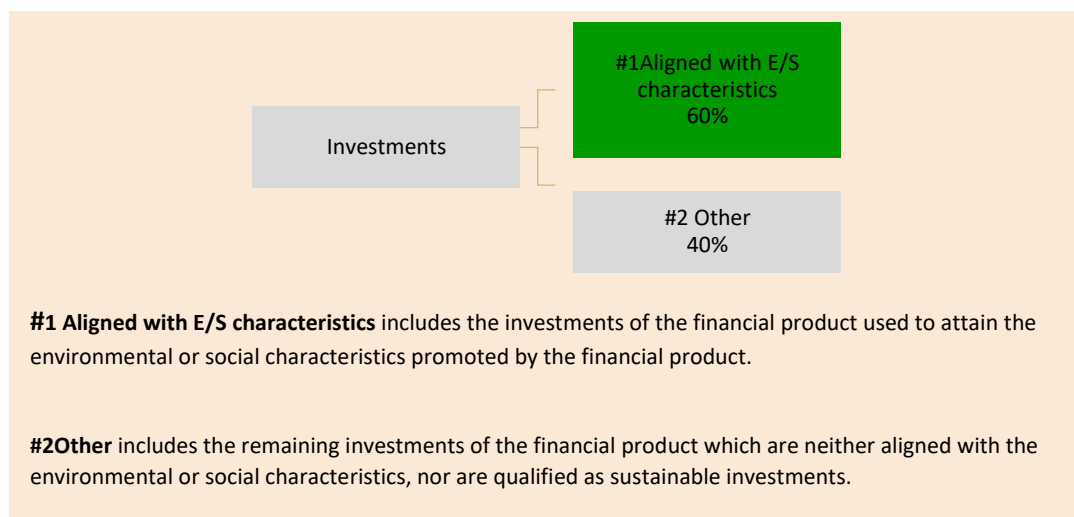 #1Aligned with E/S
characteristics
60%
Investments
#2 Other
40%
#1 Aligned with E/S characteristics includes the investments of the financial product used to attain the
environmental or social characteristics promoted by the financial product.
#2Other includes the remaining investments of the financial product which are neither aligned with the
environmental or social characteristics, nor are qualified as sustainable investments.